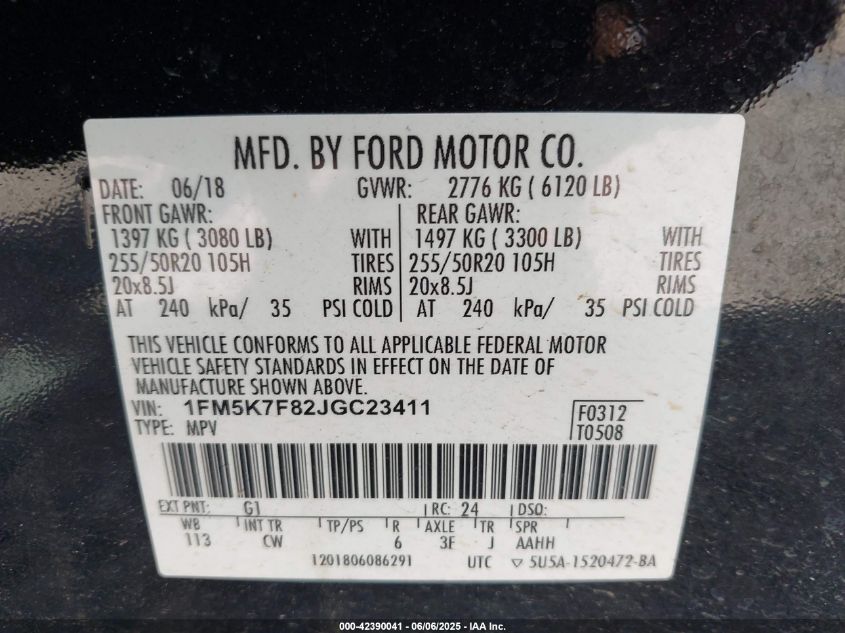 MFD. BY FORD MOTOR CO.
DATE: 06/18 GVWR: 2776 KG ( 6120 LB)
FRONT GAWR: REAR GAWR:
1397 KG ( 3080 LB) WITH 1497 KG ( 3300 LB) WITH
255/50R20 105H TIRES 255/50R20 105H TIRES
20x8.5J RIMS 20x8.5J RIMS
AT 240 kPa/ 35 PSI COLD AT 240 kPa/ 35 PSI COLD
THIS VEHICLE CONFORMS TO ALL APPLICABLE FEDERAL MOTOR
VEHICLE SAFETY STANDARDS IN EFFECT ON THE DATE OF
MANUFACTURE SHOWN ABOVE.
VIN: 1FM5K7F82JGC23411 F0312
TYPE: MPV T0508
EXT PNT: G1 RC: 24 DSO:
WB INT TR TP/PS R AXLE TR SPR
113 CW 6 3F J AAHH
1201806086291 UTC ▽ 5U5A-1520472-BA
000-42390041 - 06/06/2025 - IAA Inc.